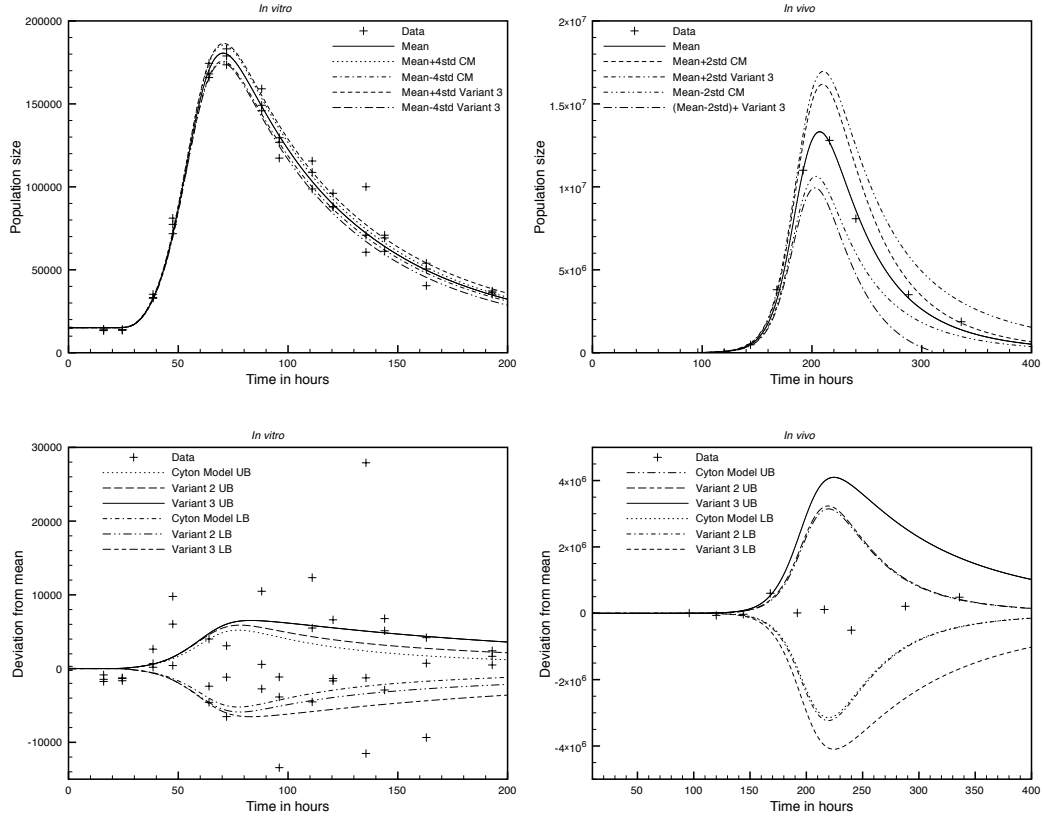 In vitro
200000
150000
100000
50000
0
Population size
0
50
100
150
200
Time in hours
Data
Mean
Mean+4std CM
Mean-4std CM
Mean+4std Variant 3
Mean-4std Variant 3
In vivo
2×10⁷
1.5×10⁷
1×10⁷
5×10⁶
0
Population size
0
100
200
300
400
Time in hours
Data
Mean
Mean+2std CM
Mean+2std Variant 3
Mean-2std CM
(Mean-2std)+ Variant 3
In vitro
30000
20000
10000
0
-10000
Deviation from mean
0
50
100
150
200
Time in hours
Data
Cyton Model UB
Variant 2 UB
Variant 3 UB
Cyton Model LB
Variant 2 LB
Variant 3 LB
In vivo
4×10⁶
2×10⁶
0
-2×10⁶
-4×10⁶
Deviation from mean
50
100
150
200
250
300
350
400
Time in hours
Data
Cyton Model UB
Variant 2 UB
Variant 3 UB
Cyton Model LB
Variant 2 LB
Variant 3 LB